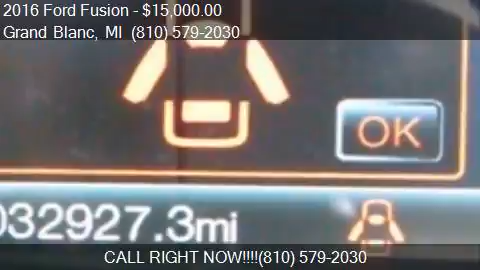 2016 Ford Fusion - $15,000.00
Grand Blanc, MI (810) 579-2030
OK
032927.3mi
CALL RIGHT NOW!!!!(810) 579-2030